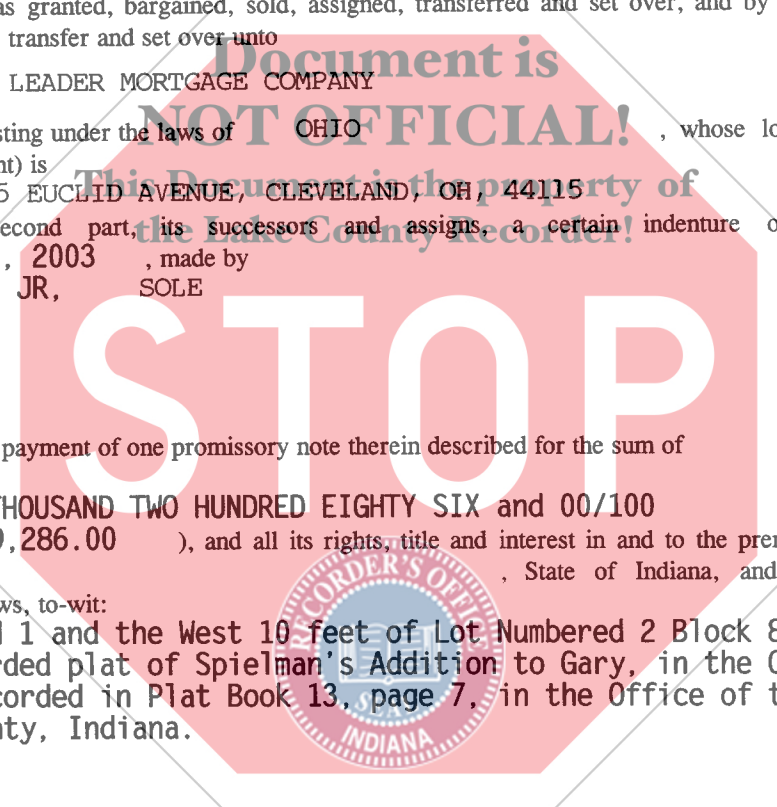 as granted, bargained, sold, assigned, transferred and set over, and by
transfer and set over unto
Document is
LEADER MORTGAGE COMPANY
NOT OFFICIAL!
sting under the laws of OHIO , whose lo
nt) is
This Document is the property of
5 EUCLID AVENUE, CLEVELAND, OH, 44115
the Lake County Recorder!
econd part, its successors and assigns, a certain indenture o
, 2003 , made by
JR, SOLE
STOP
payment of one promissory note therein described for the sum of
HOUSAND TWO HUNDRED EIGHTY SIX and 00/100
9,286.00 ), and all its rights, title and interest in and to the prem
, State of Indiana, and
ws, to-wit:
d 1 and the West 10 feet of Lot Numbered 2 Block 8
rded plat of Spielman's Addition to Gary, in the C
corded in Plat Book 13, page 7, in the Office of t
nty, Indiana.
RECORDER'S OFFICE
SEAL
INDIANA